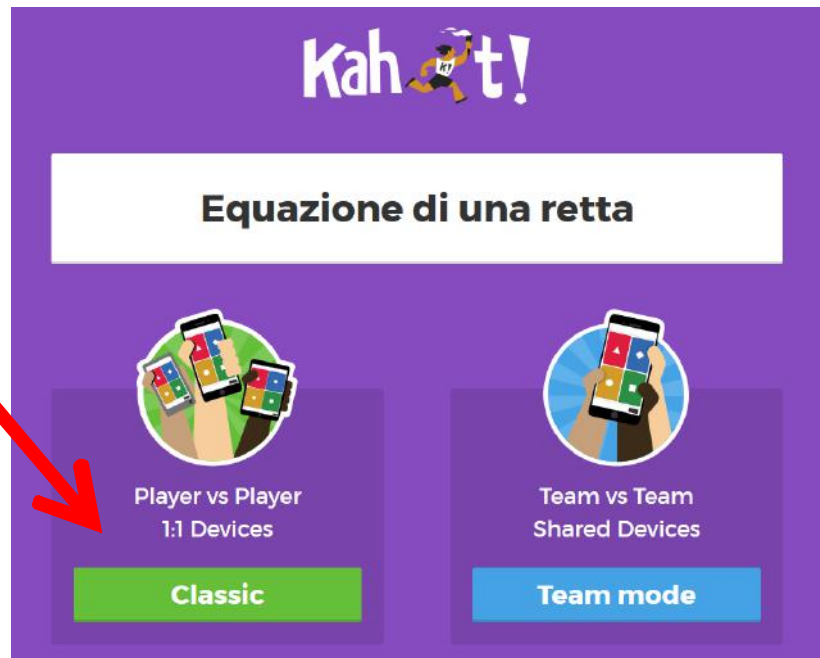 Kahoot!
Equazione di una retta
Player vs Player
1:1 Devices
Classic
Team vs Team
Shared Devices
Team mode